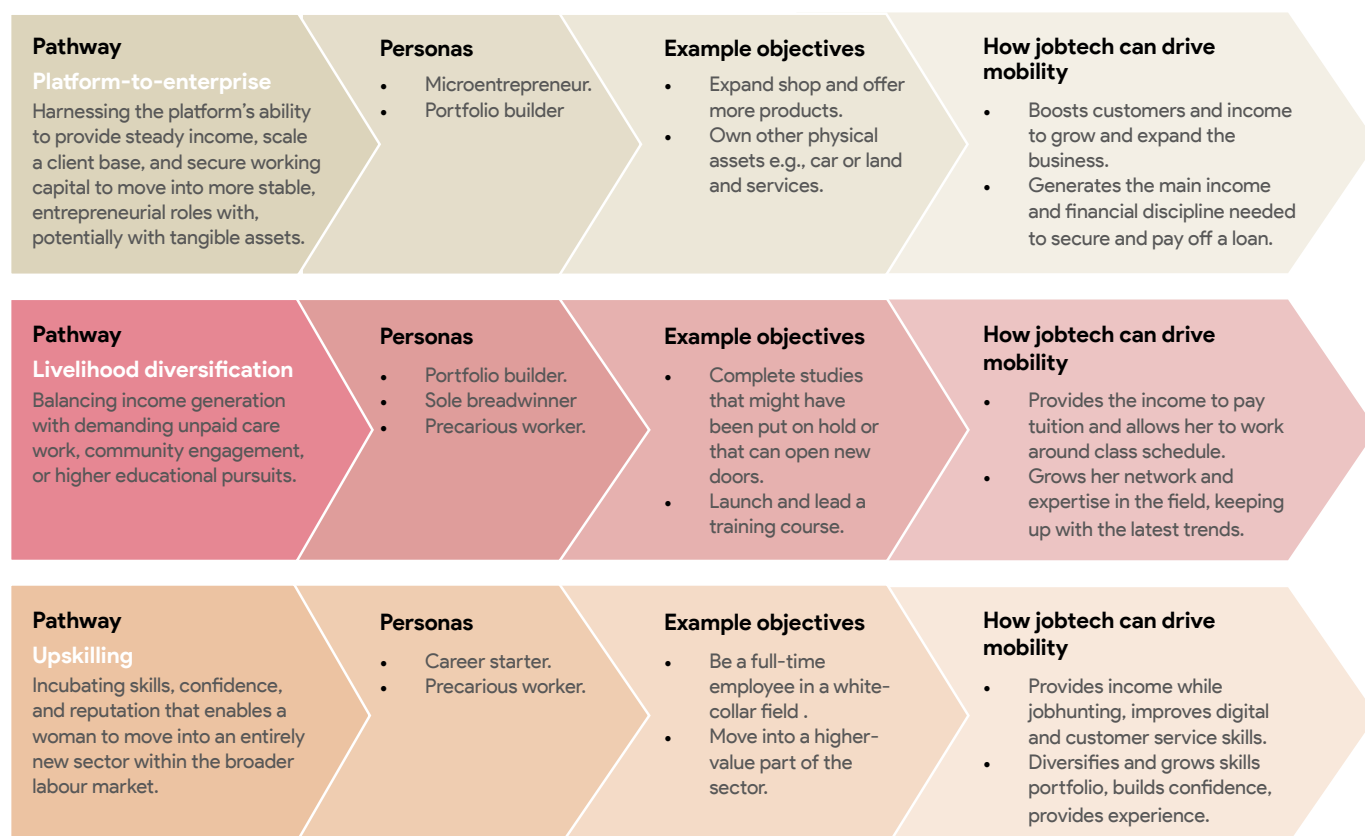 Pathway
Platform-to-enterprise
Harnessing the platform's ability
to provide steady income, scale
a client base, and secure working
capital to move into more stable,
entrepreneurial roles with,
potentially with tangible assets.
Personas
• Microentrepreneur.
• Portfolio builder
Example objectives
• Expand shop and offer
more products.
• Own other physical
assets e.g., car or land
and services.
How jobtech can drive
mobility
• Boosts customers and income
to grow and expand the
business.
• Generates the main income
and financial discipline needed
to secure and pay off a loan.
Pathway
Livelihood diversification
Balancing income generation
with demanding unpaid care
work, community engagement,
or higher educational pursuits.
Personas
• Portfolio builder.
• Sole breadwinner
• Precarious worker.
Example objectives
• Complete studies
that might have
been put on hold or
that can open new
doors.
• Launch and lead a
training course.
How jobtech can drive
mobility
• Provides the income to pay
tuition and allows her to work
around class schedule.
• Grows her network and
expertise in the field, keeping
up with the latest trends.
Pathway
Upskilling
Incubating skills, confidence,
and reputation that enables a
woman to move into an entirely
new sector within the broader
labour market.
Personas
• Career starter.
• Precarious worker.
Example objectives
• Be a full-time
employee in a white-
collar field .
• Move into a higher-
value part of the
sector.
How jobtech can drive
mobility
• Provides income while
jobhunting, improves digital
and customer service skills.
• Diversifies and grows skills
portfolio, builds confidence,
provides experience.